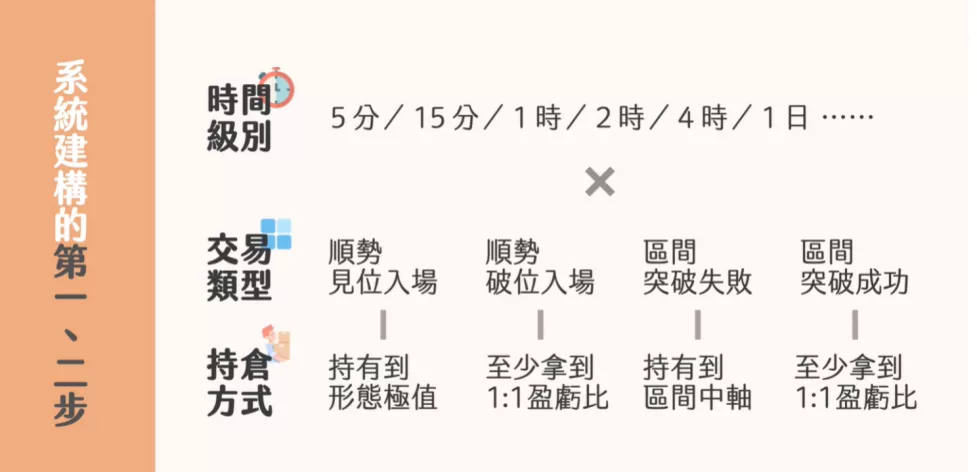 系統建構的第一、二步
時間
級別
5分／15分／1時／2時／4時／1日⋯⋯
×
交易
類型
順勢
見位入場
順勢
破位入場
區間
突破失敗
區間
突破成功
持倉
方式
持有到
形態極值
至少拿到
1:1盈虧比
持有到
區間中軸
至少拿到
1:1盈虧比